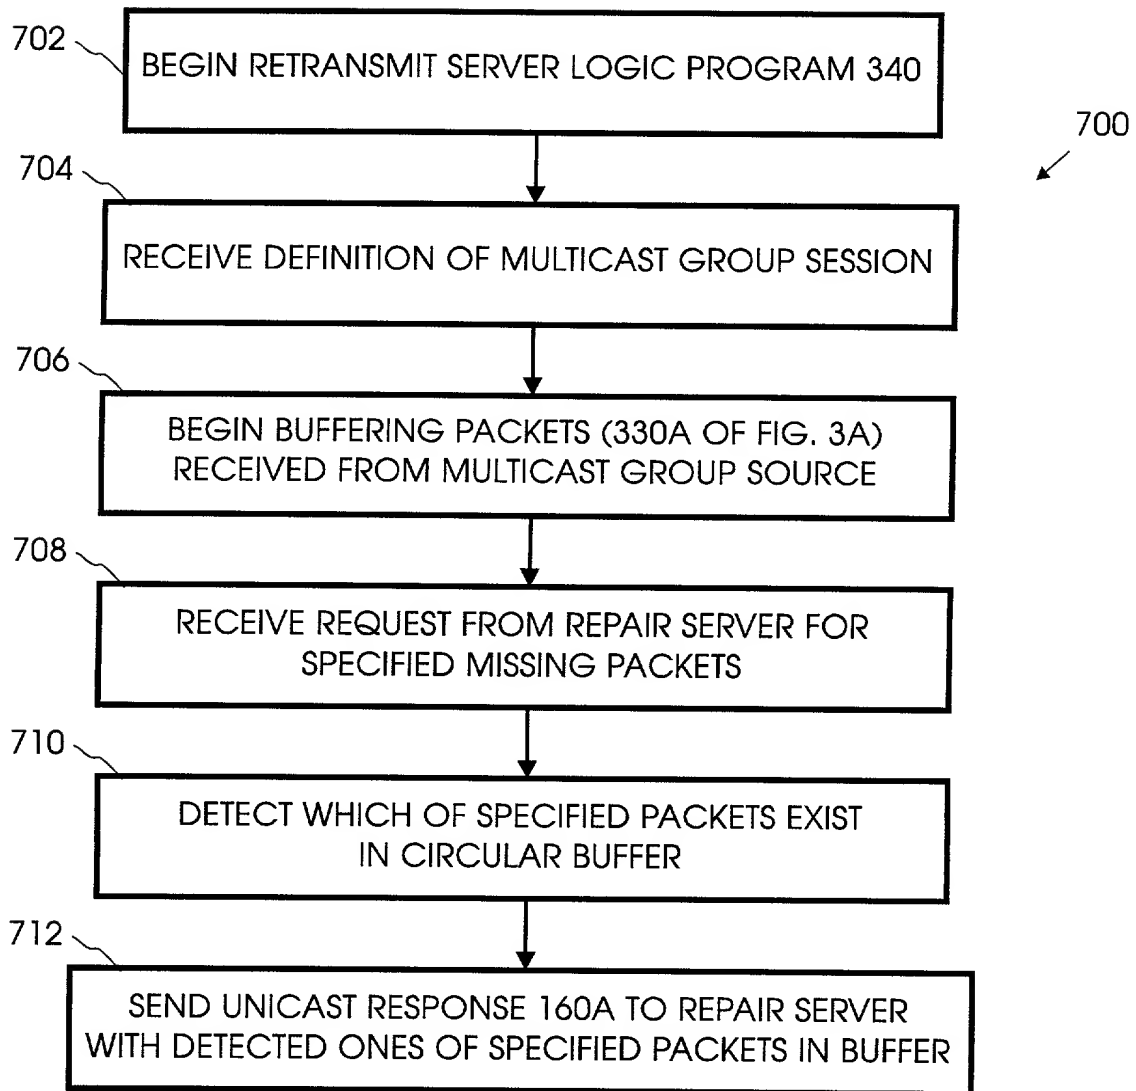 702
BEGIN RETRANSMIT SERVER LOGIC PROGRAM 340
700
704
RECEIVE DEFINITION OF MULTICAST GROUP SESSION
706
BEGIN BUFFERING PACKETS (330A OF FIG. 3A)
RECEIVED FROM MULTICAST GROUP SOURCE
708
RECEIVE REQUEST FROM REPAIR SERVER FOR
SPECIFIED MISSING PACKETS
710
DETECT WHICH OF SPECIFIED PACKETS EXIST
IN CIRCULAR BUFFER
712
SEND UNICAST RESPONSE 160A TO REPAIR SERVER
WITH DETECTED ONES OF SPECIFIED PACKETS IN BUFFER